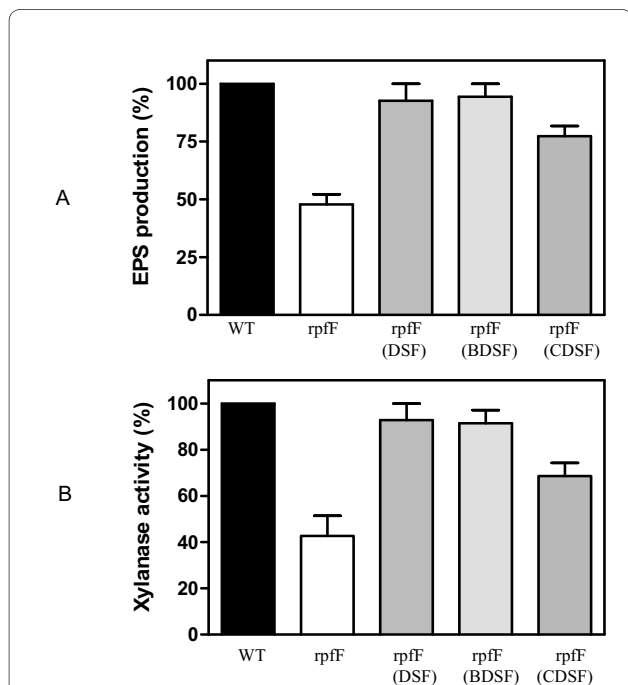 A
EPS production (%)
100
75
50
25
0
WT
rpfF
rpfF
(DSF)
rpfF
(BDSF)
rpfF
(CDSF)
B
Xylanase activity (%)
100
80
60
40
20
0
WT
rpfF
rpfF
(DSF)
rpfF
(BDSF)
rpfF
(CDSF)